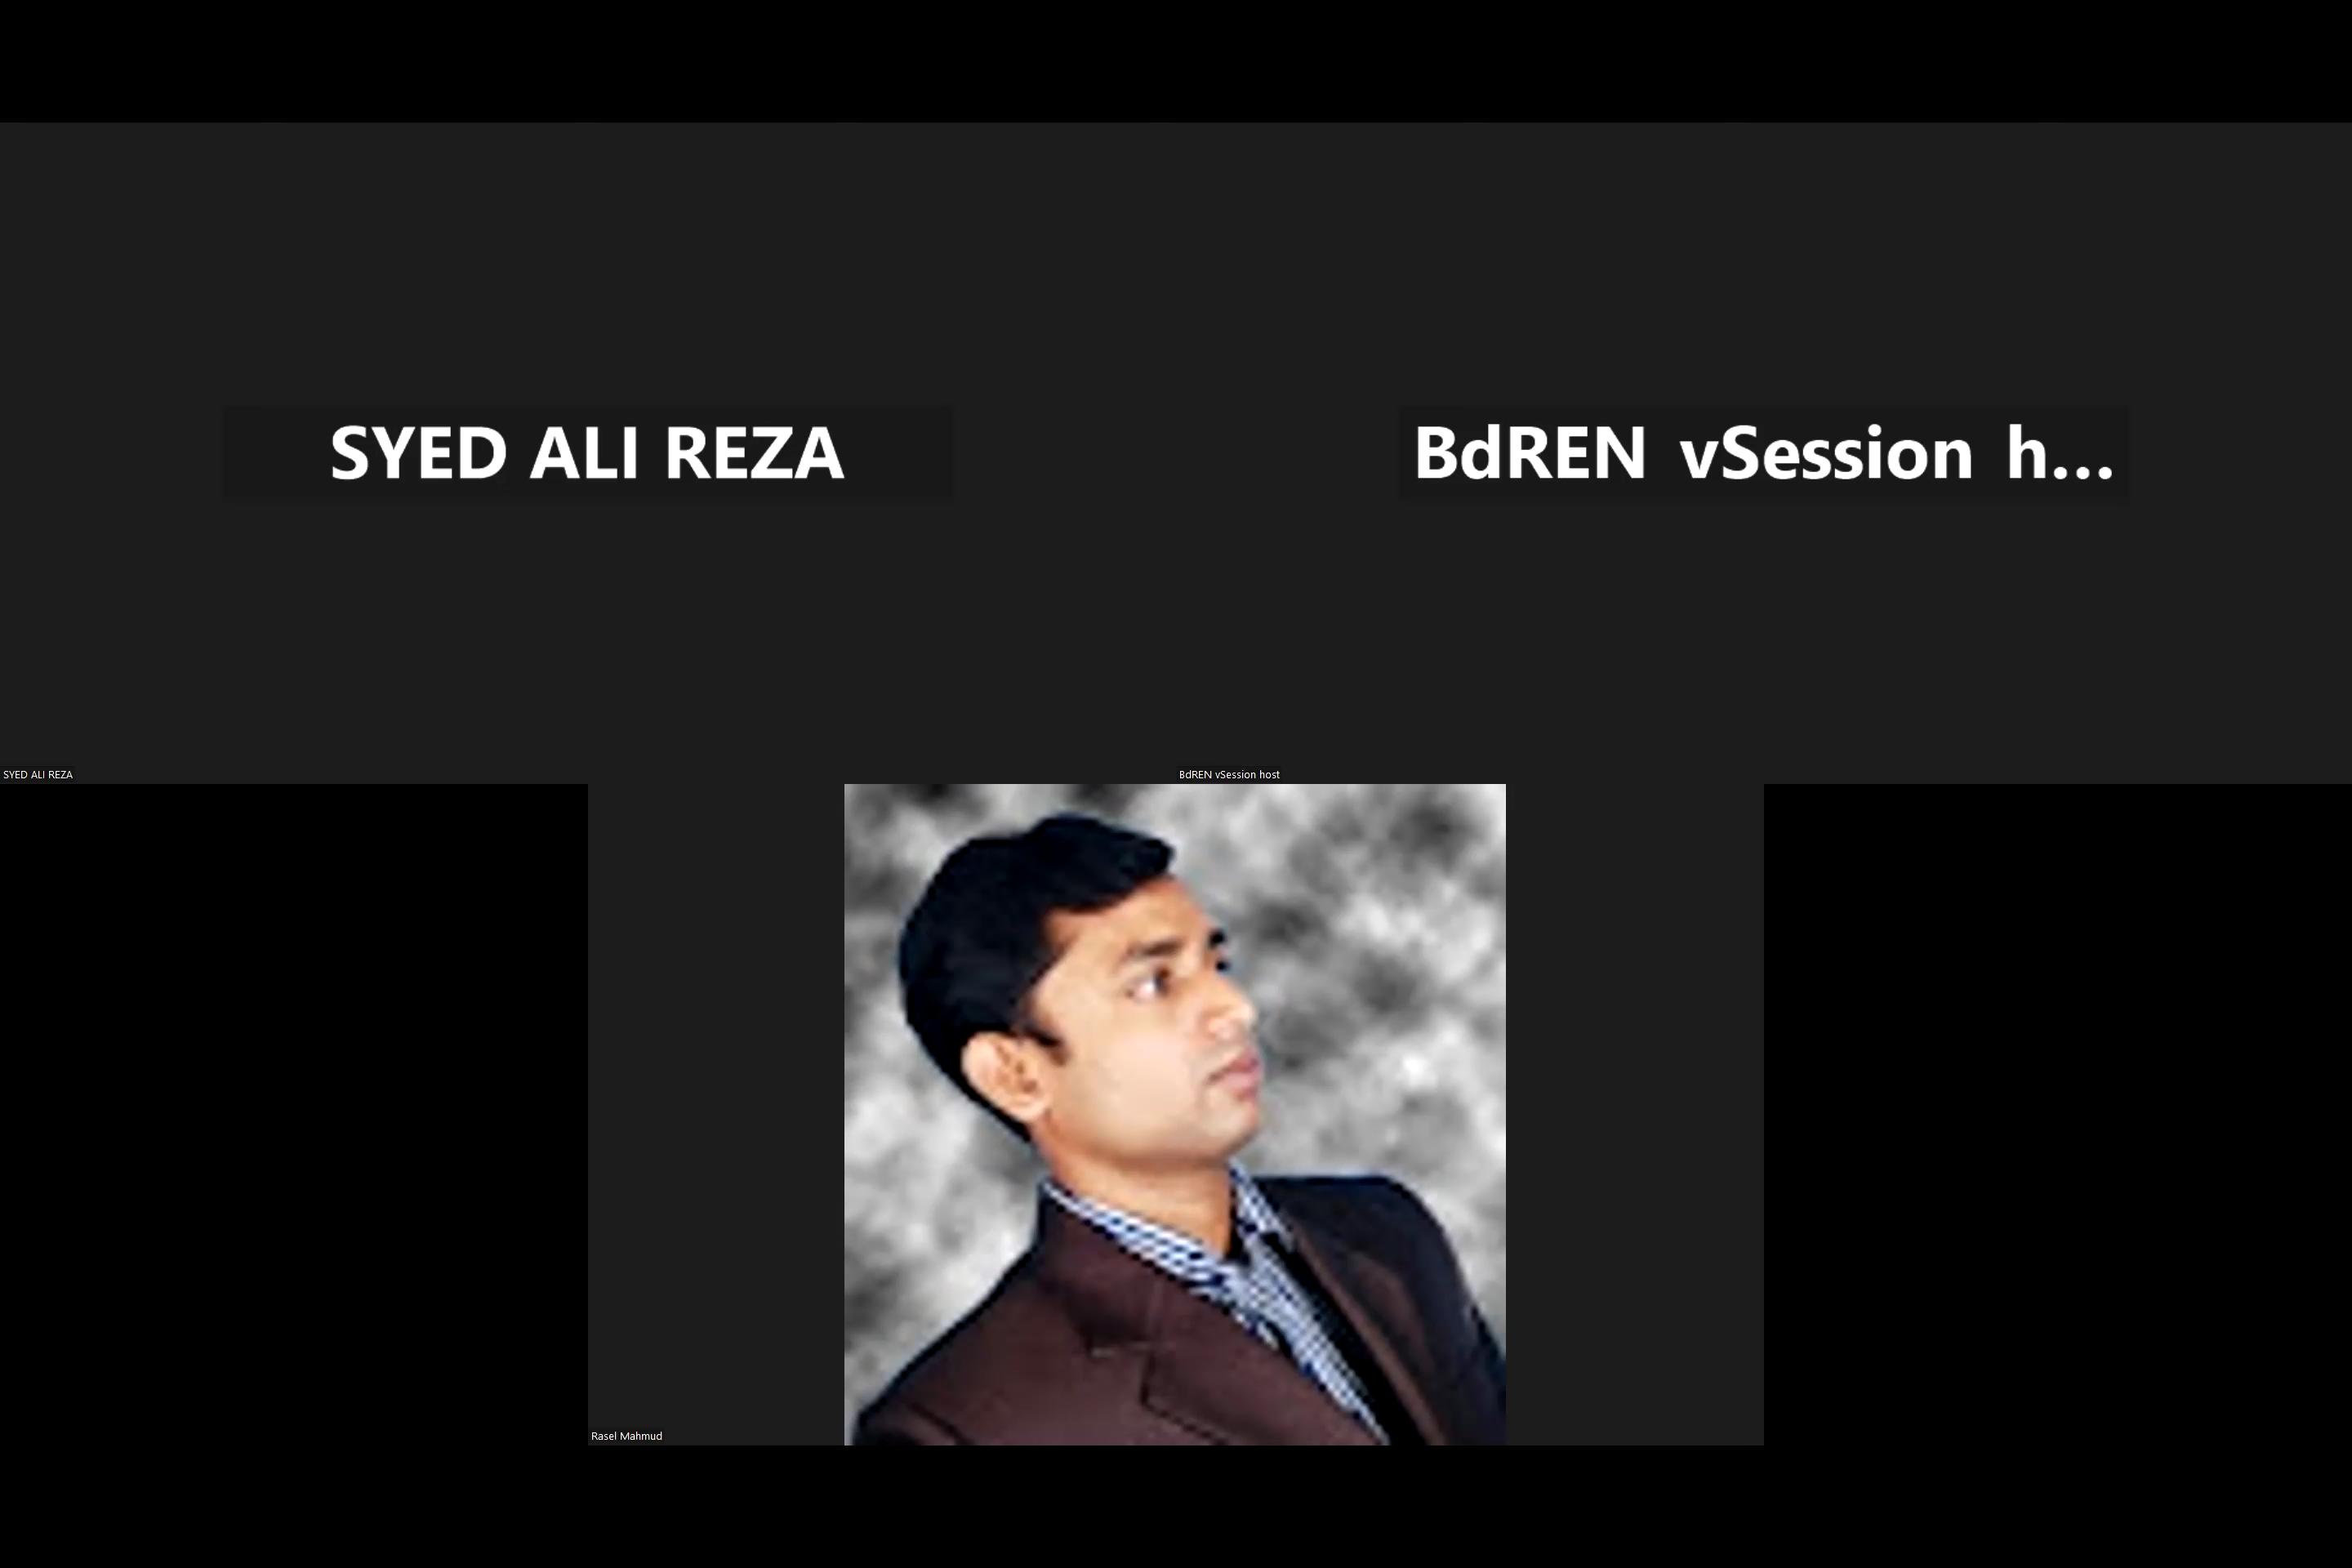 SYED ALI REZA
BdREN vSession h...
SYED ALI REZA
BdREN vSession host
Rasel Mahmud